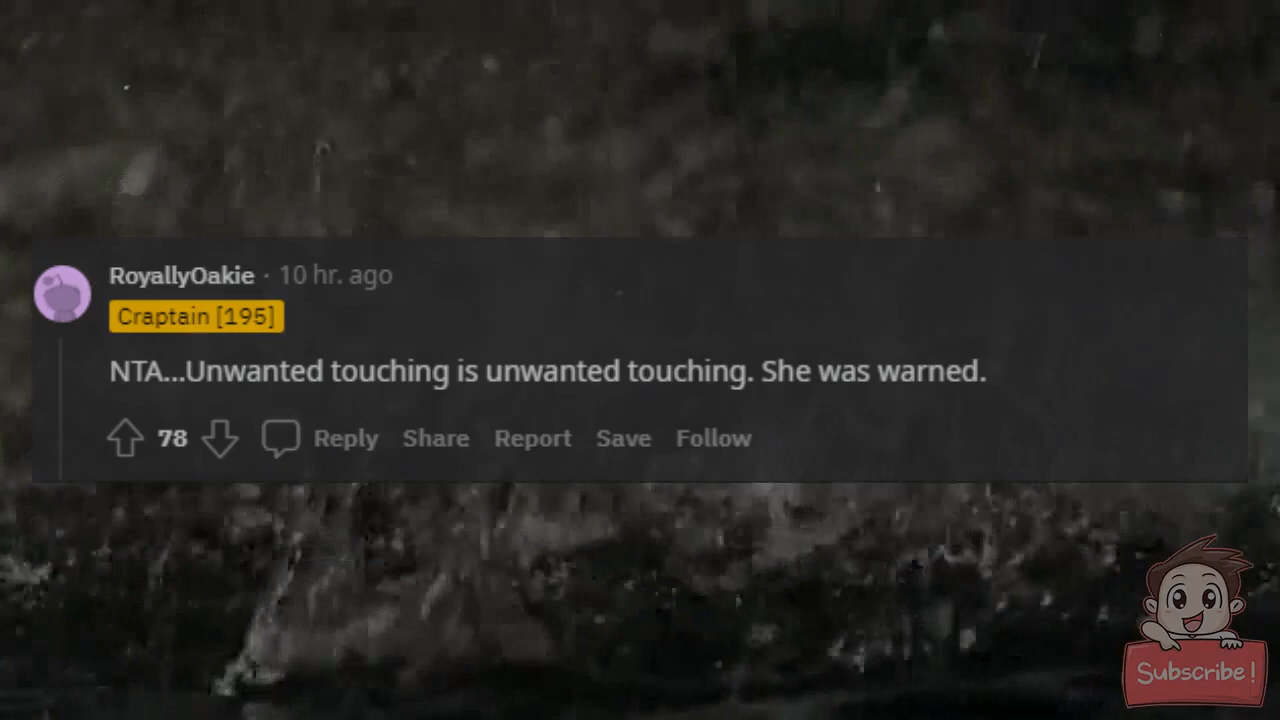 RoyallyOakie · 10 hr. ago
Craptain [195]
NTA...Unwanted touching is unwanted touching. She was warned.
78 Reply Share Report Save Follow
Subscribe!